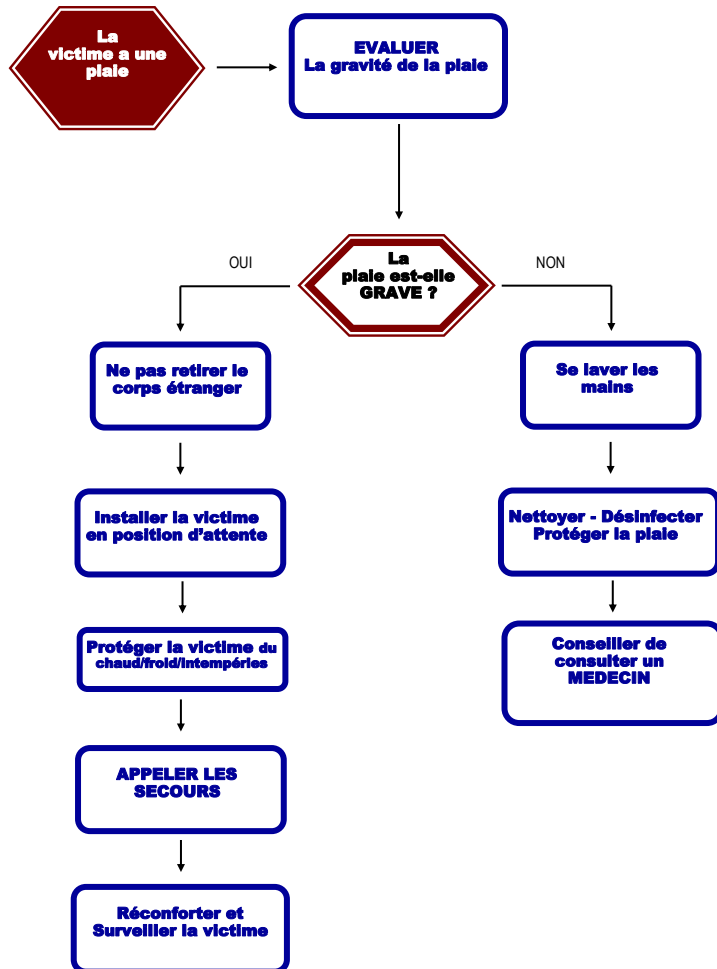 La
victime a une
plaie
EVALUER
La gravité de la plaie
La
plaie est-elle
GRAVE ?
OUI
NON
Ne pas retirer le
corps étranger
Installer la victime
en position d'attente
Protéger la victime du
chaud/froid/intempéries
APPELER LES
SECOURS
Réconforter et
Surveiller la victime
Se laver les
mains
Nettoyer - Désinfecter
Protéger la plaie
Conseiller de
consulter un
MEDECIN